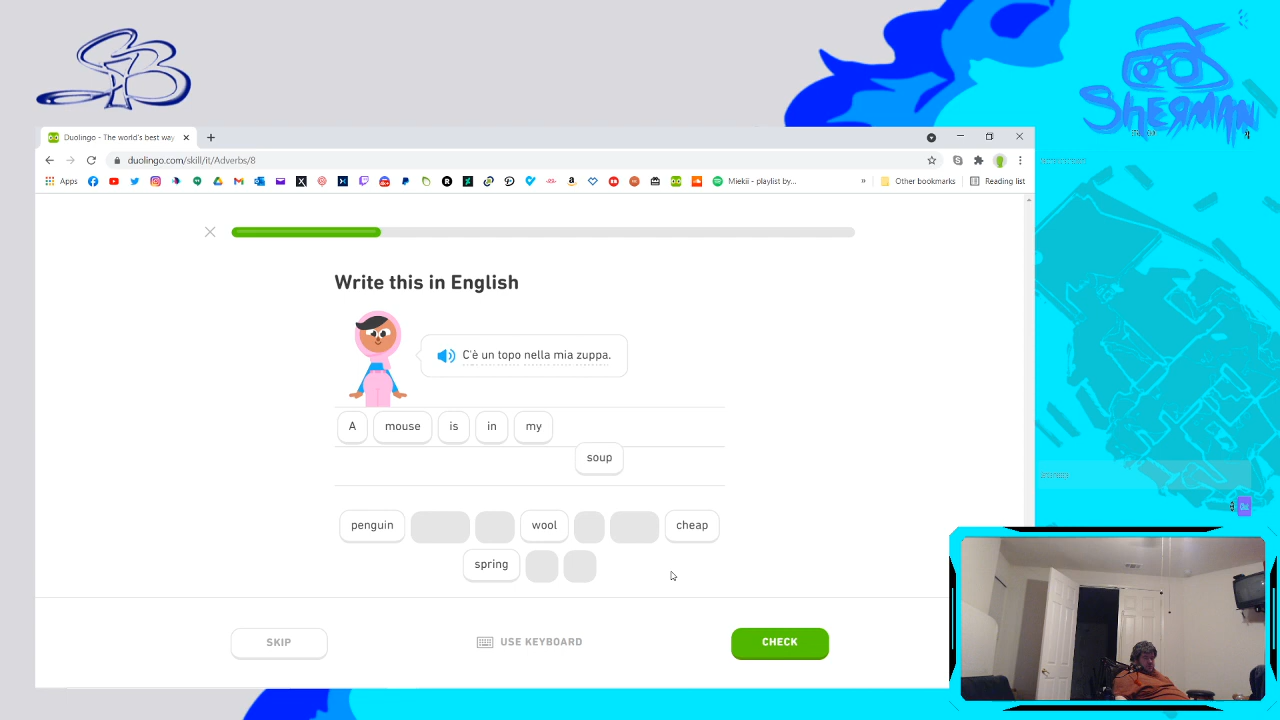 SHERMAN
Duolingo - The world's best way
duolingo.com/skill/it/Adverbs/8
Apps
Miekii - playlist by...
Other bookmarks
Reading list
Write this in English
C'è un topo nella mia zuppa.
A mouse is in my
soup
penguin wool cheap
spring
SKIP
USE KEYBOARD
CHECK